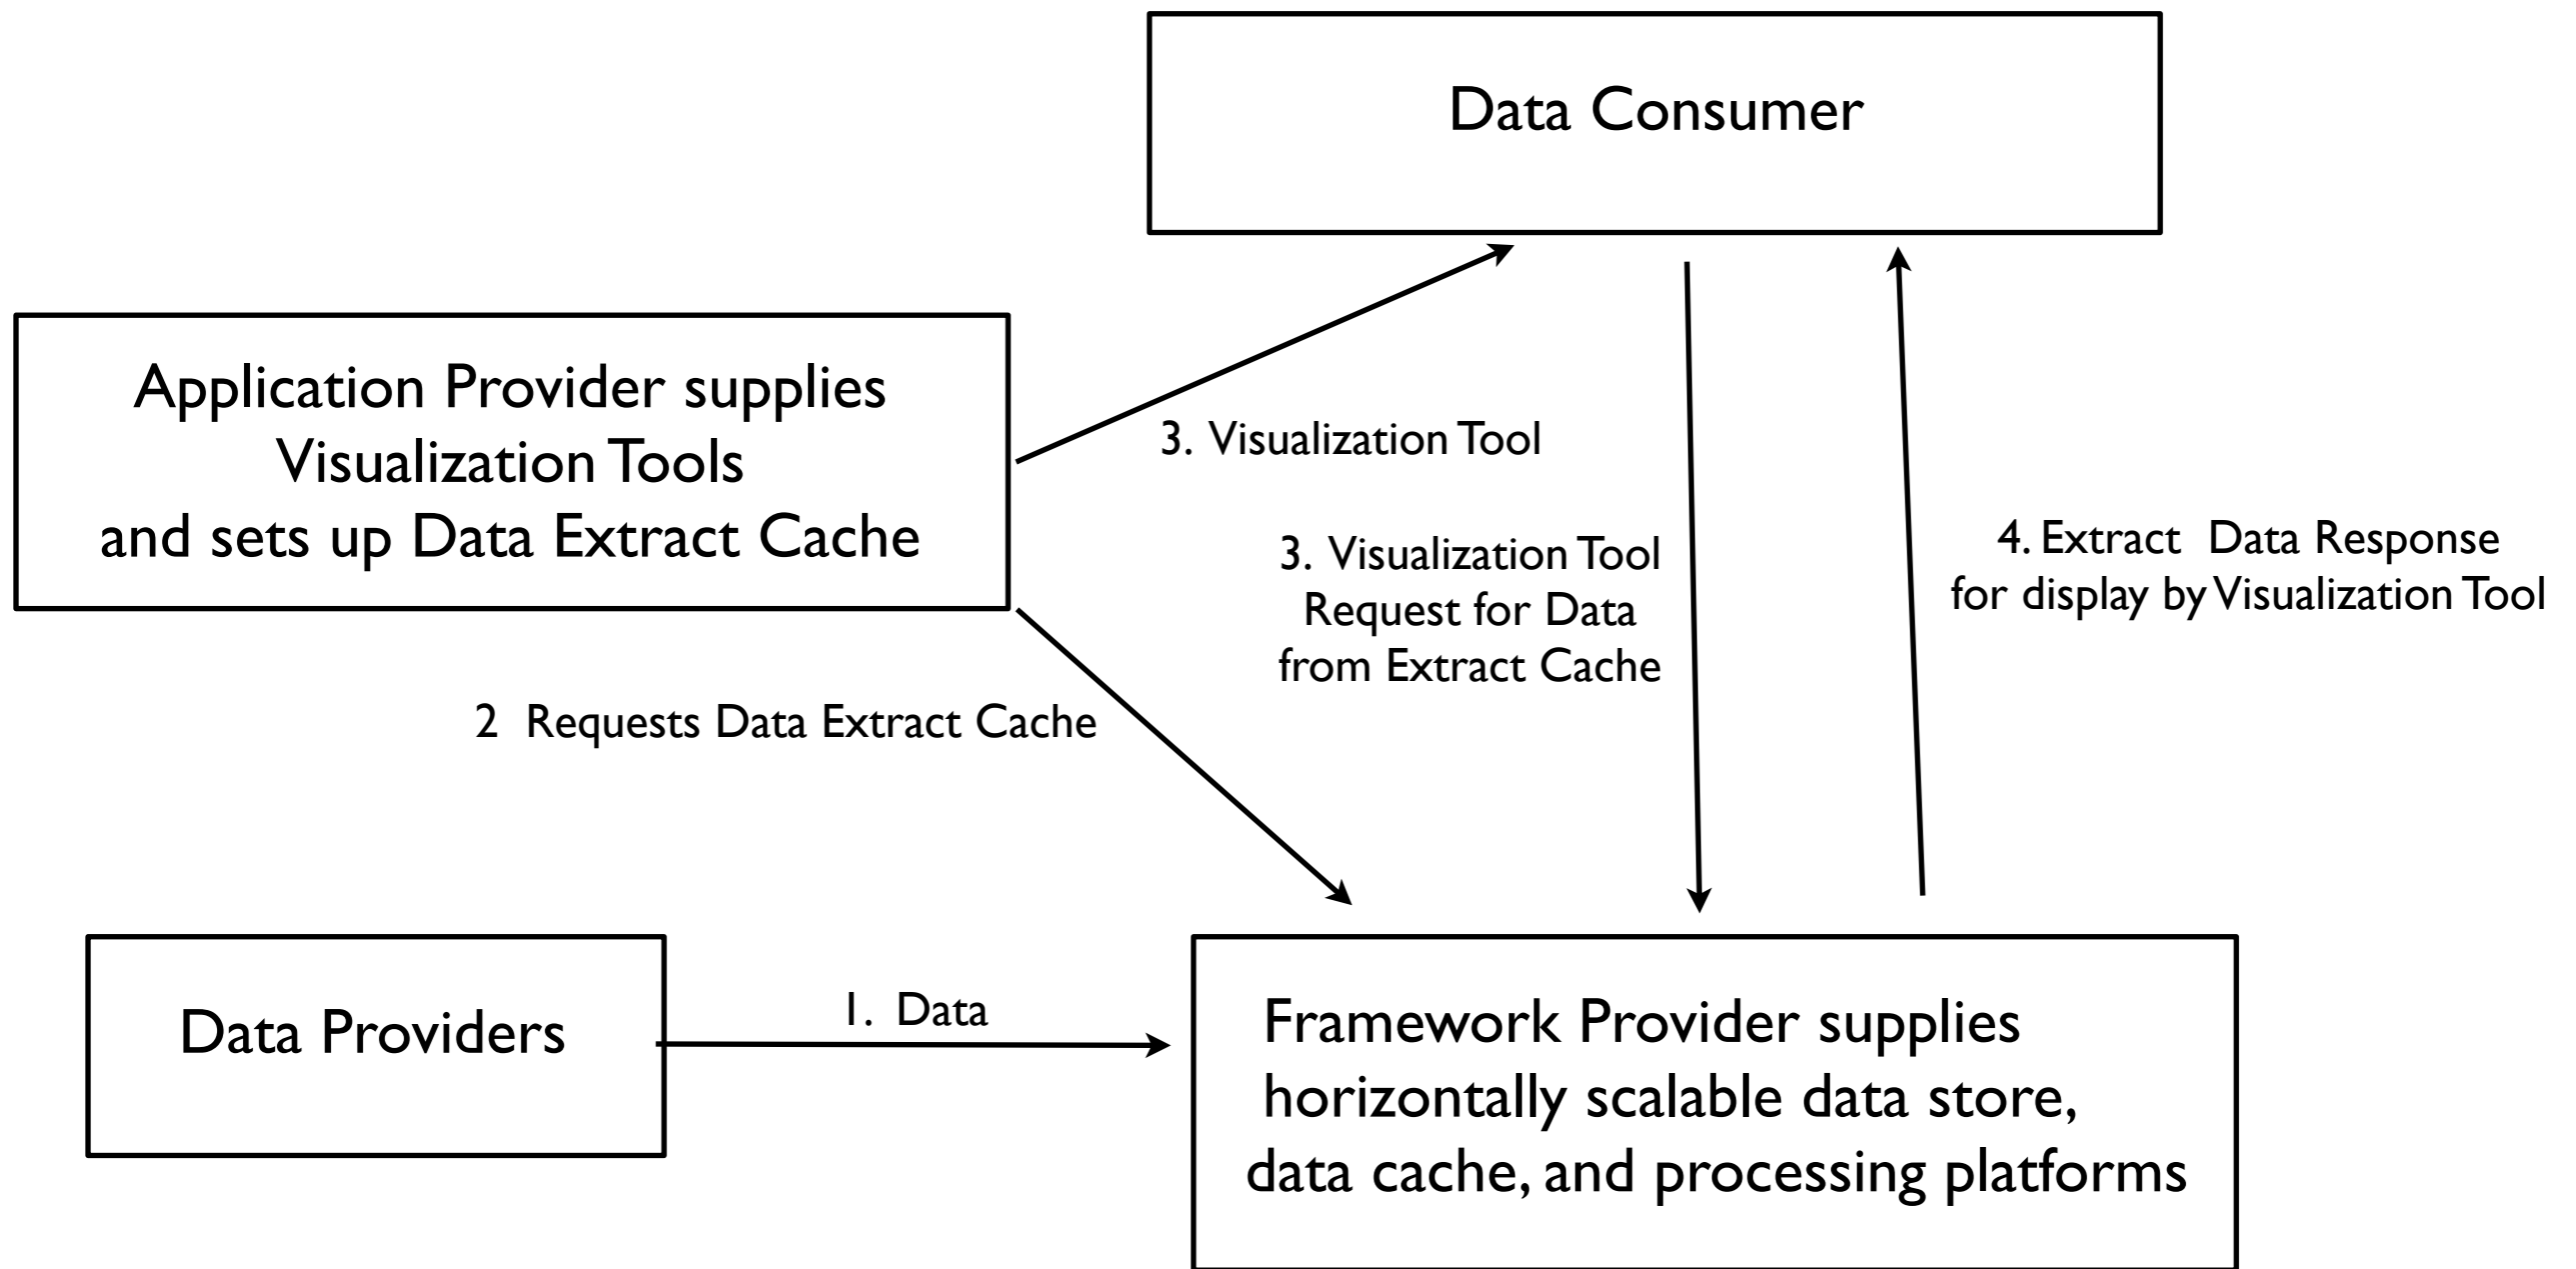 Data Consumer
Application Provider supplies
Visualization Tools
and sets up Data Extract Cache
3. Visualization Tool
3. Visualization Tool
Request for Data
from Extract Cache
4. Extract Data Response
for display by Visualization Tool
2 Requests Data Extract Cache
Data Providers
1. Data
Framework Provider supplies
horizontally scalable data store,
data cache, and processing platforms